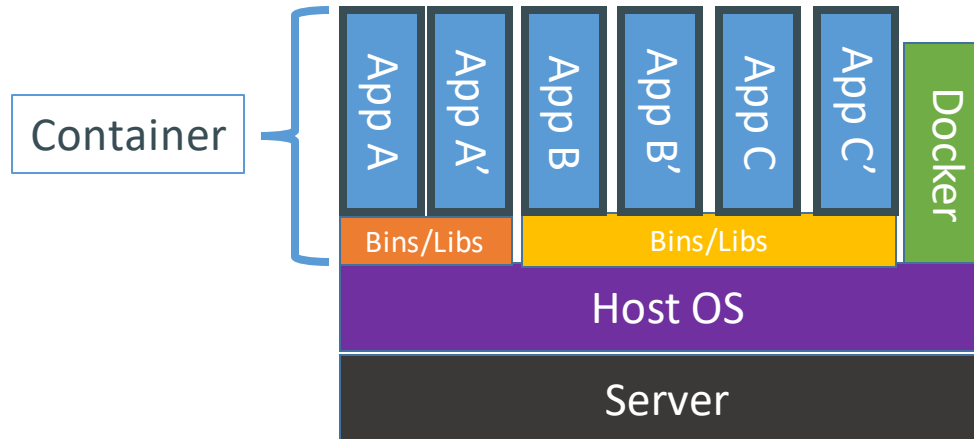 Container
App A
App A’
App B
App B’
App C
App C’
Docker
Bins/Libs
Bins/Libs
Host OS
Server